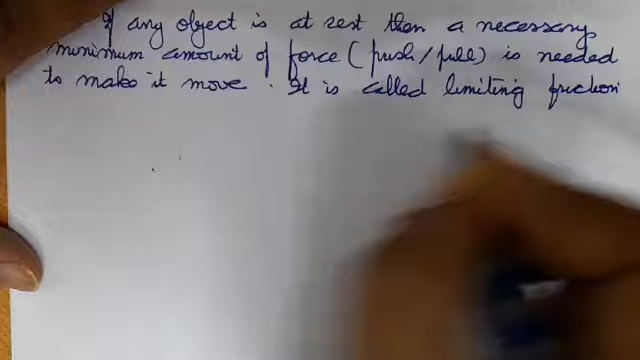 If any object is at rest then a necessary
minimum amount of force (push/pull) is needed
to make it move. It is called limiting friction